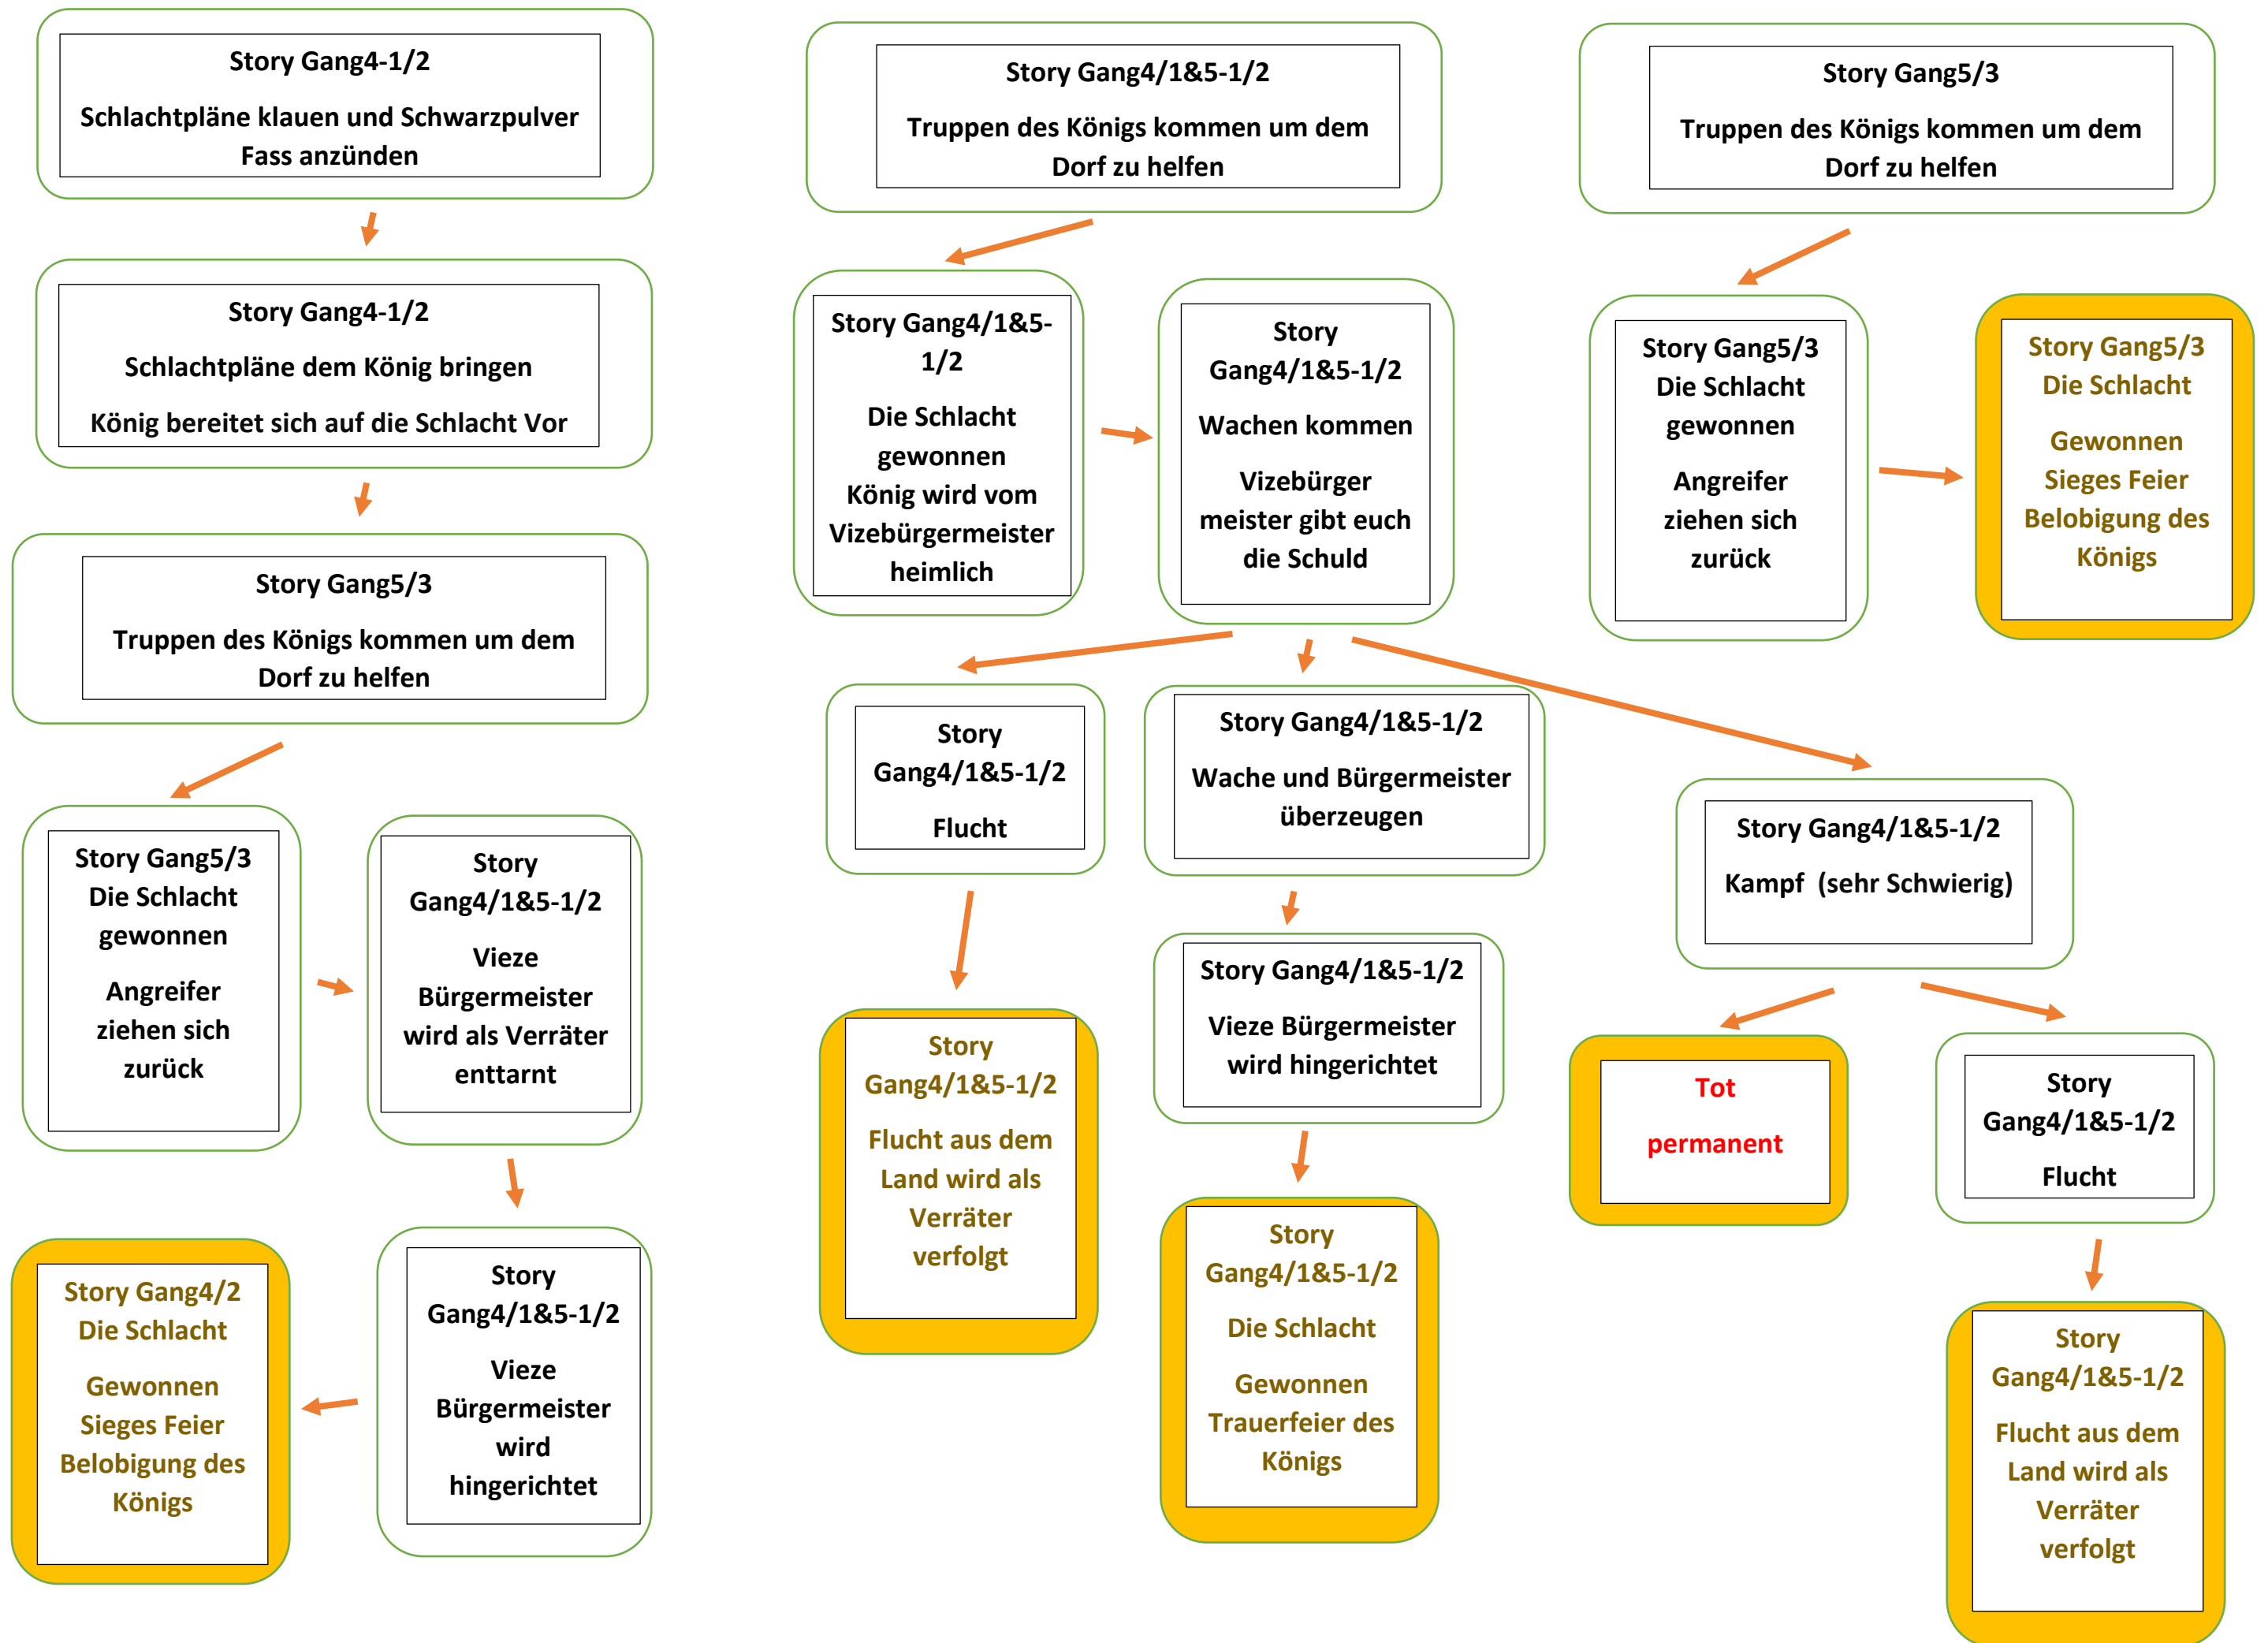 Story Gang4-1/2
Schlachtpläne klauen und Schwarzpulver
Fass anzünden
Story Gang4-1/2
Schlachtpläne dem König bringen
König bereitet sich auf die Schlacht Vor
Story Gang5/3
Truppen des Königs kommen um dem
Dorf zu helfen
Story Gang5/3
Die Schlacht
gewonnen
Angreifer
ziehen sich
zurück
Story
Gang4/1&5-1/2
Vieze
Bürgermeister
wird als Verräter
enttarnt
Story
Gang4/1&5-1/2
Vieze
Bürgermeister
wird
hingerichtet
Story Gang4/2
Die Schlacht
Gewonnen
Sieges Feier
Belobigung des
Königs
Story Gang4/1&5-1/2
Truppen des Königs kommen um dem
Dorf zu helfen
Story Gang4/1&5-
1/2
Die Schlacht
gewonnen
König wird vom
Vizebürgermeister
heimlich
Story
Gang4/1&5-1/2
Wachen kommen
Vizebürger
meister gibt euch
die Schuld
Story
Gang4/1&5-1/2
Flucht
Story
Gang4/1&5-1/2
Flucht aus dem
Land wird als
Verräter
verfolgt
Story Gang4/1&5-1/2
Wache und Bürgermeister
überzeugen
Story Gang4/1&5-1/2
Vieze Bürgermeister
wird hingerichtet
Story
Gang4/1&5-1/2
Die Schlacht
Gewonnen
Trauerfeier des
Königs
Story Gang4/1&5-1/2
Kampf  (sehr Schwierig)
Tot
permanent
Story
Gang4/1&5-1/2
Flucht
Story
Gang4/1&5-1/2
Flucht aus dem
Land wird als
Verräter
verfolgt
Story Gang5/3
Truppen des Königs kommen um dem
Dorf zu helfen
Story Gang5/3
Die Schlacht
gewonnen
Angreifer
ziehen sich
zurück
Story Gang5/3
Die Schlacht
Gewonnen
Sieges Feier
Belobigung des
Königs